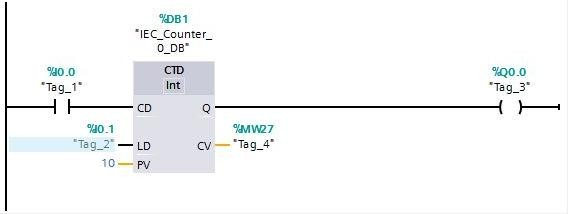 %DB1
"IEC_Counter_
0_DB"
%I0.0
"Tag_1"
CTD
Int
%Q0.0
"Tag_3"
CD
Q
%I0.1
"Tag_2"
LD
%MW27
CV
"Tag_4"
10
PV